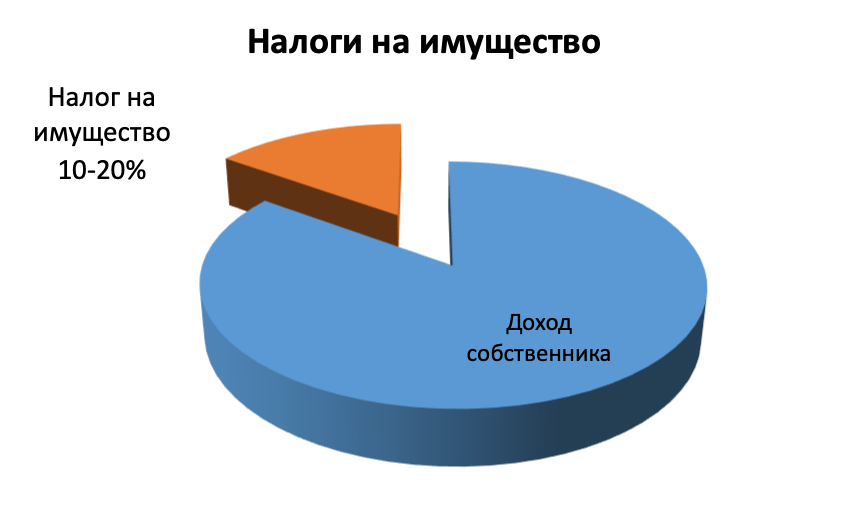 Налоги на имущество
Налог на
имущество
10-20%
Доход
собственника